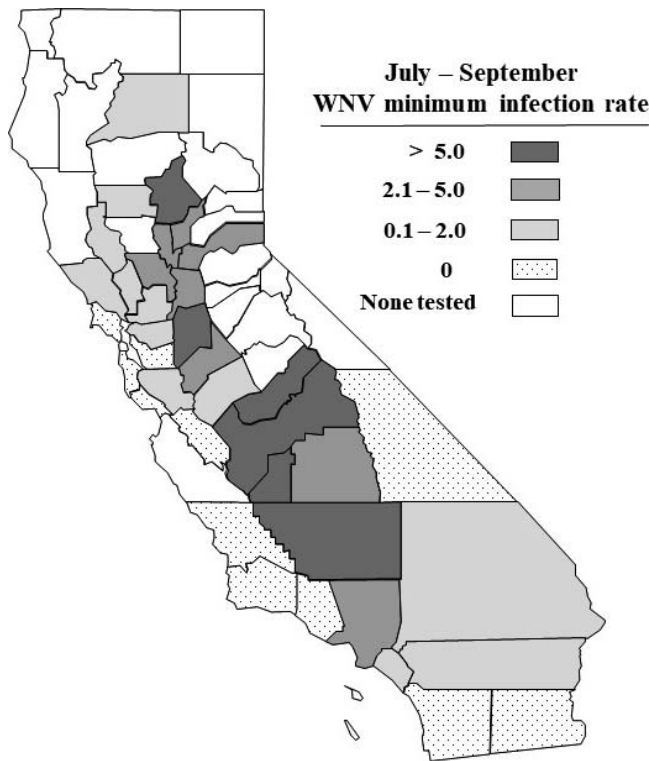 July – September
WNV minimum infection rate
> 5.0
2.1 – 5.0
0.1 – 2.0
0
None tested